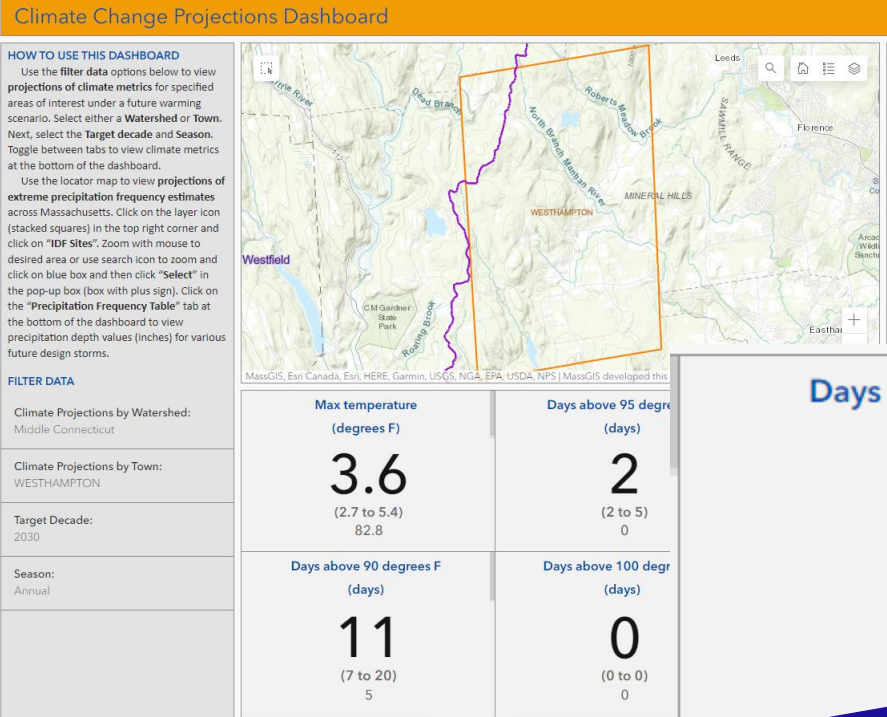 Climate Change Projections Dashboard
HOW TO USE THIS DASHBOARD
Use the filter data options below to view
projections of climate metrics for specified
areas of interest under a future warming
scenario. Select either a Watershed or Town.
Next, select the Target decade and Season.
Toggle between tabs to view climate metrics
at the bottom of the dashboard.
Use the locator map to view projections of
extreme precipitation frequency estimates
across Massachusetts. Click on the layer icon
(stacked squares) in the top right corner and
click on "IDF Sites". Zoom with mouse to
desired area or use search icon to zoom and
click on blue box and then click "Select" in
the pop-up box (box with plus sign). Click on
the "Precipitation Frequency Table" tab at
the bottom of the dashboard to view
precipitation depth values (inches) for various
future design storms.
FILTER DATA
Climate Projections by Watershed:
Middle Connecticut
Climate Projections by Town:
WESTHAMPTON
Target Decade:
2030
Season:
Annual
Leeds
Dead Branch
Roberts
Meadow Brook
North Branch Manhan River
SAWMILL RANGE
Florence
112
MINERAL HILLS
WESTHAMPTON
Westfield
C M Gardner
State
Park
Roaring Brook
MassGIS, Esri Canada, Esri, HERE, Garmin, USGS, NGA, EPA, USDA, NPS | MassGIS developed this
Max temperature
(degrees F)
3.6
(2.7 to 5.4)
82.8
Days above 95 degre
(days)
2
(2 to 5)
0
Days above 90 degrees F
(days)
11
(7 to 20)
5
Days above 100 degr
(days)
0
(0 to 0)
0
Days